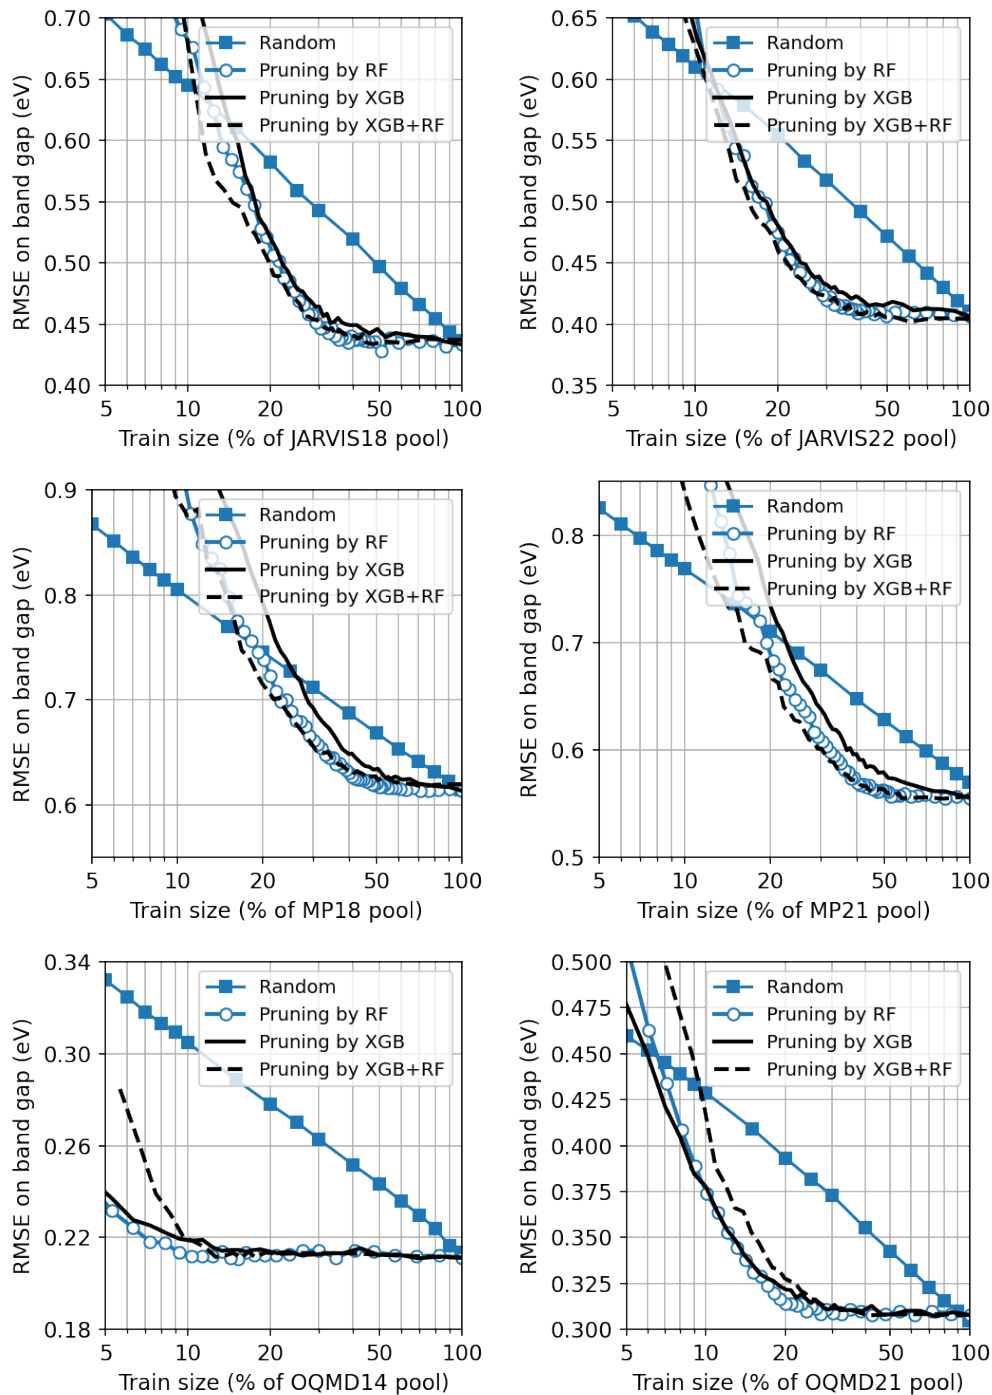 0.70
0.65
0.60
0.55
0.50
0.45
0.40
RMSE on band gap (eV)
Random
Pruning by RF
Pruning by XGB
Pruning by XGB+RF
5 10 20 50 100
Train size (% of JARVIS18 pool)
0.65
0.60
0.55
0.50
0.45
0.40
0.35
RMSE on band gap (eV)
Random
Pruning by RF
Pruning by XGB
Pruning by XGB+RF
5 10 20 50 100
Train size (% of JARVIS22 pool)
0.9
0.8
0.7
0.6
RMSE on band gap (eV)
Random
Pruning by RF
Pruning by XGB
Pruning by XGB+RF
5 10 20 50 100
Train size (% of MP18 pool)
0.8
0.7
0.6
0.5
RMSE on band gap (eV)
Random
Pruning by RF
Pruning by XGB
Pruning by XGB+RF
5 10 20 50 100
Train size (% of MP21 pool)
0.34
0.30
0.26
0.22
0.18
RMSE on band gap (eV)
Random
Pruning by RF
Pruning by XGB
Pruning by XGB+RF
5 10 20 50 100
Train size (% of OQMD14 pool)
0.500
0.475
0.450
0.425
0.400
0.375
0.350
0.325
0.300
RMSE on band gap (eV)
Random
Pruning by RF
Pruning by XGB
Pruning by XGB+RF
5 10 20 50 100
Train size (% of OQMD21 pool)